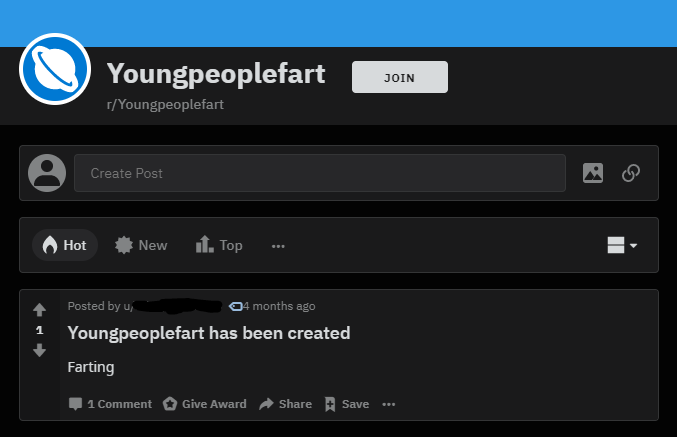 Youngpeoplefart
JOIN
r/Youngpeoplefart
Create Post
Hot New Top ...
Posted by u/ 4 months ago
1
Youngpeoplefart has been created
Farting
1 Comment Give Award Share Save ...